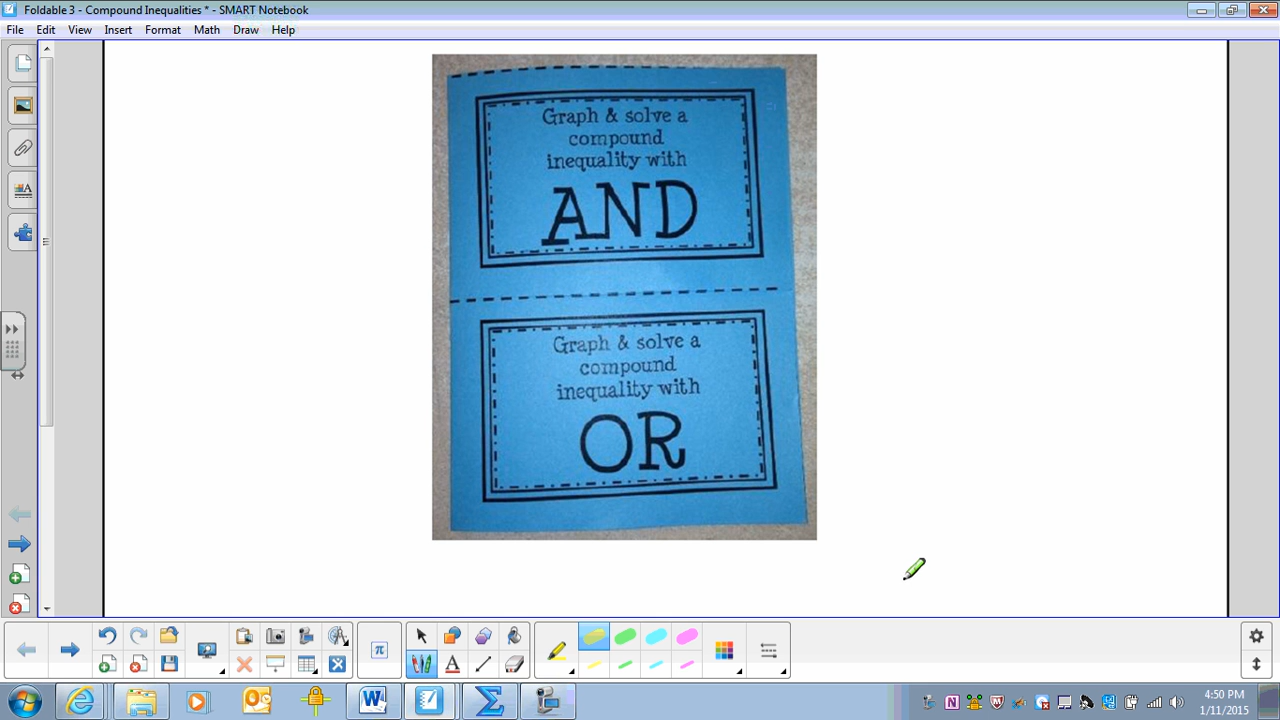 Foldable 3 - Compound Inequalities * - SMART Notebook
File Edit View Insert Format Math Draw Help
Graph & solve a
compound
inequality with
AND
Graph & solve a
compound
inequality with
OR
4:50 PM
1/11/2015